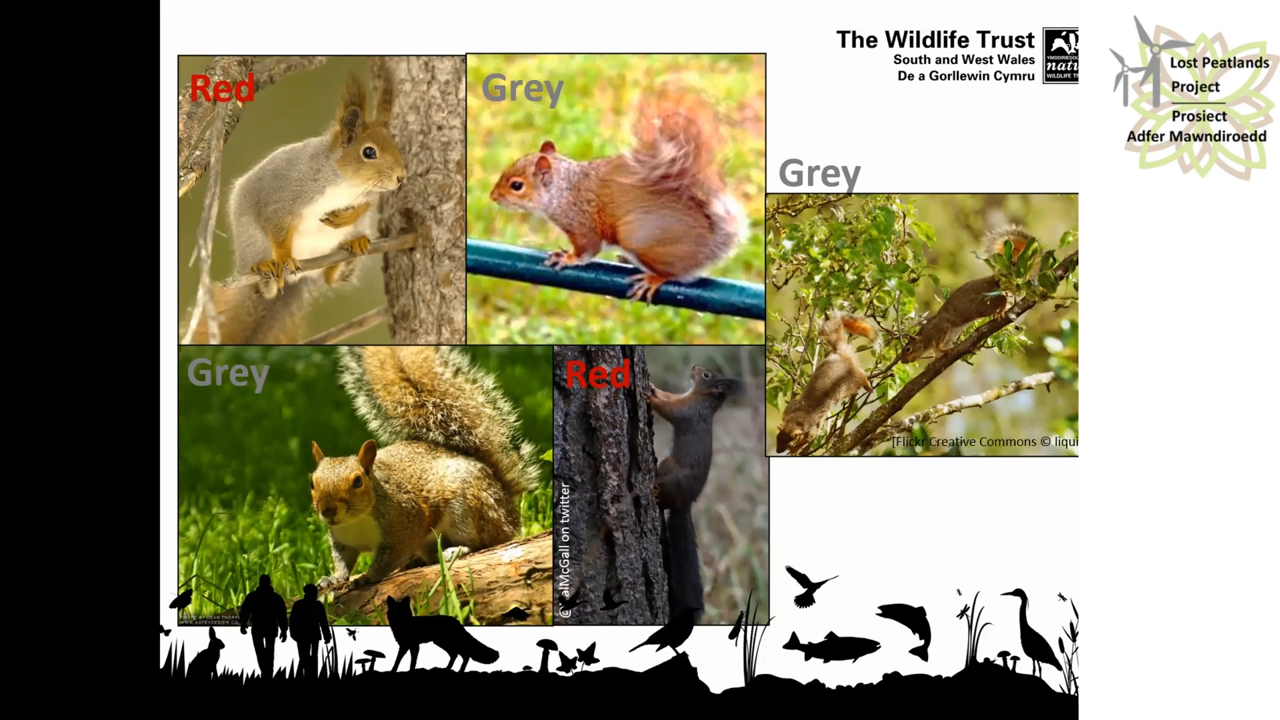 Red
Grey
The Wildlife Trust
South and West Wales
De a Gorllewin Cymru
Lost Peatlands
Project
Prosiect
Adfer Mawndiroedd
Grey
Grey
Red
[Flickr Creative Commons © liqui
alMcGall on twitter